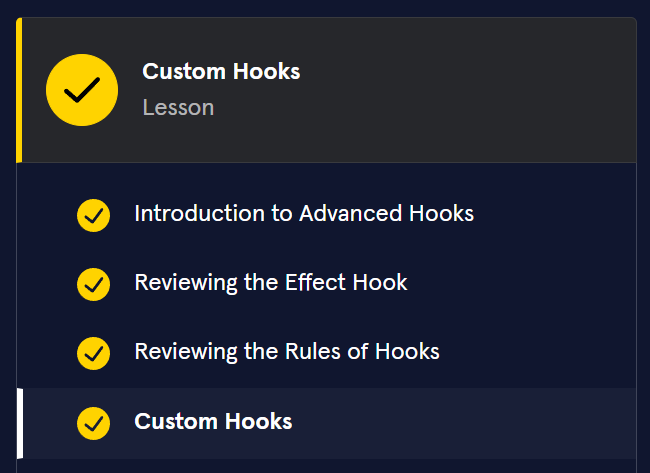 Custom Hooks
Lesson
Introduction to Advanced Hooks
Reviewing the Effect Hook
Reviewing the Rules of Hooks
Custom Hooks